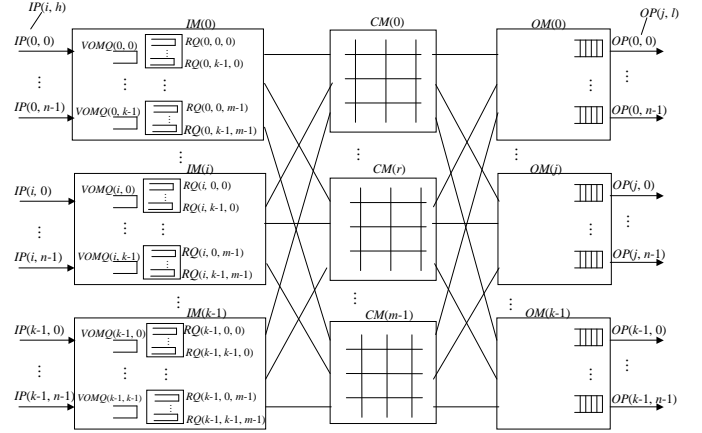 IP(i, h)
IM(0)
CM(0)
OM(0)
OP(j, l)
IP(0, 0)
VOMQ(0, 0)
RQ(0, 0, 0)
RQ(0, k-1, 0)
OP(0, 0)
IP(0, n-1)
VOMQ(0, k-1)
RQ(0, 0, m-1)
RQ(0, k-1, m-1)
OP(0, n-1)
IM(i)
CM(r)
OM(j)
IP(i, 0)
VOMQ(i, 0)
RQ(i, 0, 0)
RQ(i, k-1, 0)
OP(j, 0)
IP(i, n-1)
VOMQ(i, k-1)
RQ(i, 0, m-1)
RQ(i, k-1, m-1)
OP(j, n-1)
IM(k-1)
CM(m-1)
OM(k-1)
IP(k-1, 0)
VOMQ(k-1, 0)
RQ(k-1, 0, 0)
RQ(k-1, k-1, 0)
OP(k-1, 0)
IP(k-1, n-1)
VOMQ(k-1, k-1)
RQ(k-1, 0, m-1)
RQ(k-1, k-1, m-1)
OP(k-1, n-1)